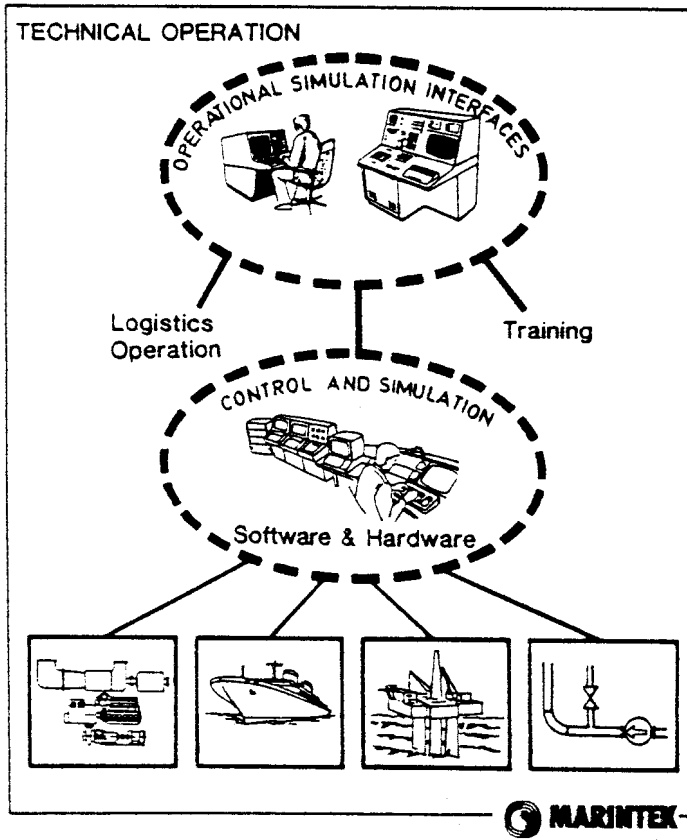 TECHNICAL OPERATION
OPERATIONAL SIMULATION INTERFACES
Logistics
Operation
Training
CONTROL AND SIMULATION
Software & Hardware
MARINTEK